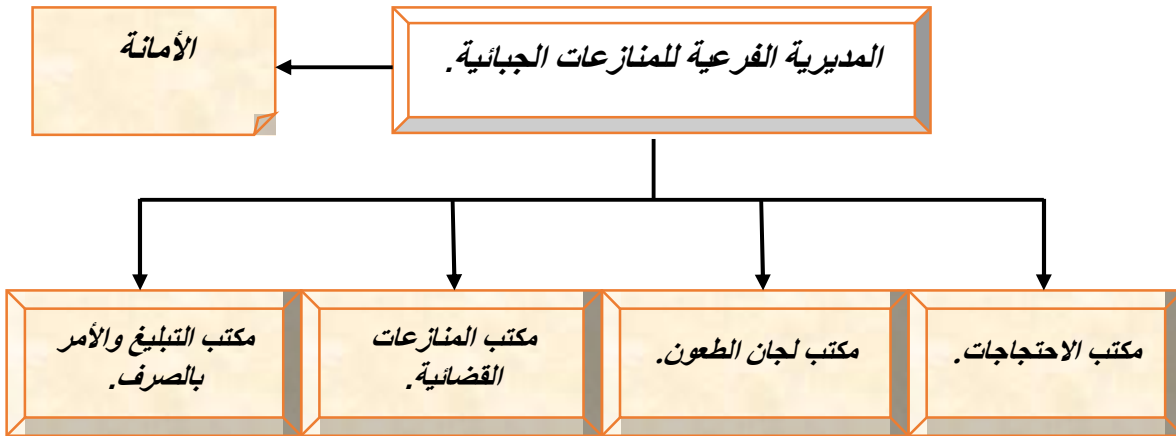 المديرية الفرعية للمنازعات الجبائية.
الأمانة
مكتب الاحتجاجات.
مكتب لجان الطعون.
مكتب المنازعات
القضائية.
مكتب التبليغ والأمر
بالصرف.